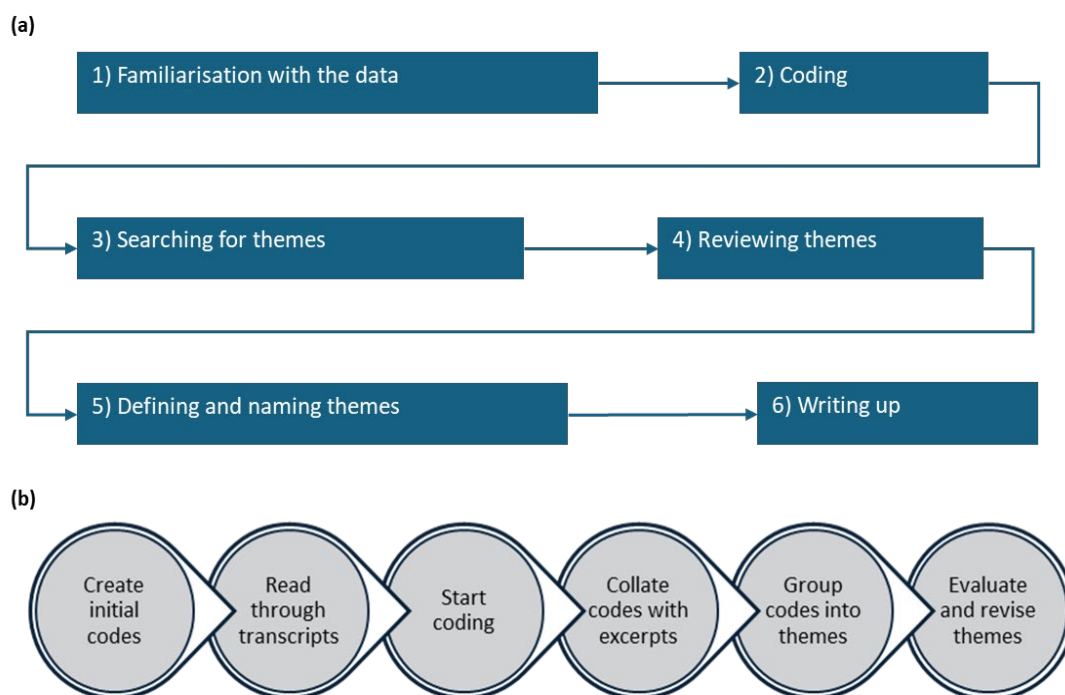 (a)
1) Familiarisation with the data
2) Coding
3) Searching for themes
4) Reviewing themes
5) Defining and naming themes
6) Writing up
(b)
Create
initial
codes
Read
through
transcripts
Start
coding
Collate
codes with
excerpts
Group
codes into
themes
Evaluate
and revise
themes